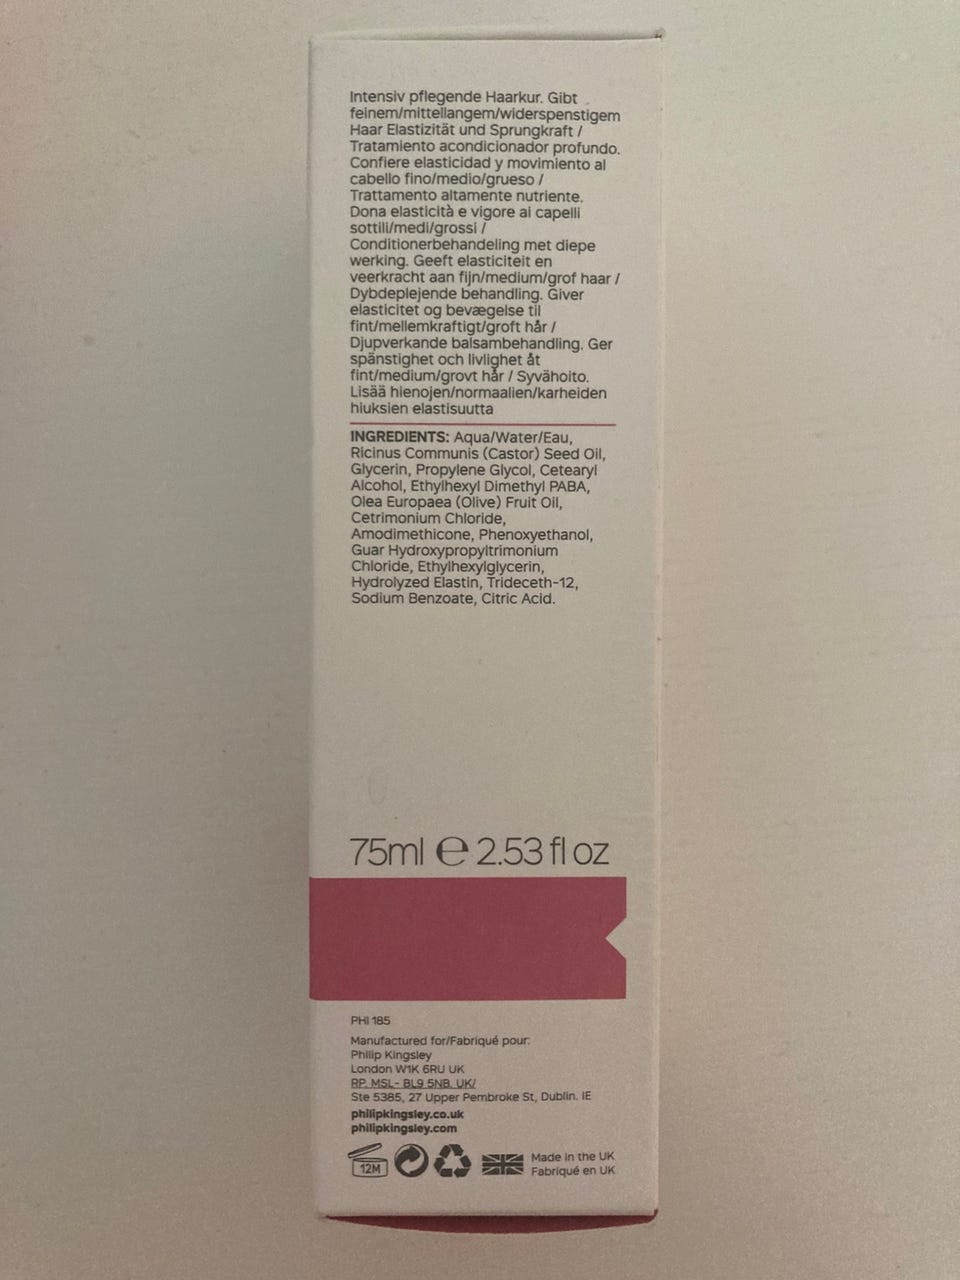 Intensiv pflegende Haarkur. Gibt
feinem/mittellangem/widerspenstigem
Haar Elastizität und Sprungkraft /
Tratamiento acondicionador profundo.
Confiere elasticidad y movimiento al
cabello fino/medio/grueso /
Trattamento altamente nutriente.
Dona elasticità e vigore ai capelli
sottili/medi/grossi /
Conditionerbehandeling met diepe
werking. Geeft elasticiteit en
veerkracht aan fijn/medium/grof haar /
Dybdeplejende behandling. Giver
elasticitet og bevægelse til
fint/mellemkraftigt/groft hår /
Djupverkande balsambehandling. Ger
spänstighet och livlighet åt
fint/medium/grovt hår / Syvähoito.
Lisää hienojen/normaalien/karheiden
hiuksien elastisuutta
INGREDIENTS: Aqua/Water/Eau,
Ricinus Communis (Castor) Seed Oil,
Glycerin, Propylene Glycol, Cetearyl
Alcohol, Ethylhexyl Dimethyl PABA,
Olea Europaea (Olive) Fruit Oil,
Cetrimonium Chloride,
Amodimethicone, Phenoxyethanol,
Guar Hydroxypropyltrimonium
Chloride, Ethylhexylglycerin,
Hydrolyzed Elastin, Trideceth-12,
Sodium Benzoate, Citric Acid.
75ml ℮ 2.53 fl oz
PHI 185
Manufactured for/Fabriqué pour:
Philip Kingsley
London W1K 6RU UK
RP. MSL- BL9 5NB. UK/
Ste 5385, 27 Upper Pembroke St, Dublin. IE
philipkingsley.co.uk
philipkingsley.com
12M
Made in the UK
Fabriqué en UK